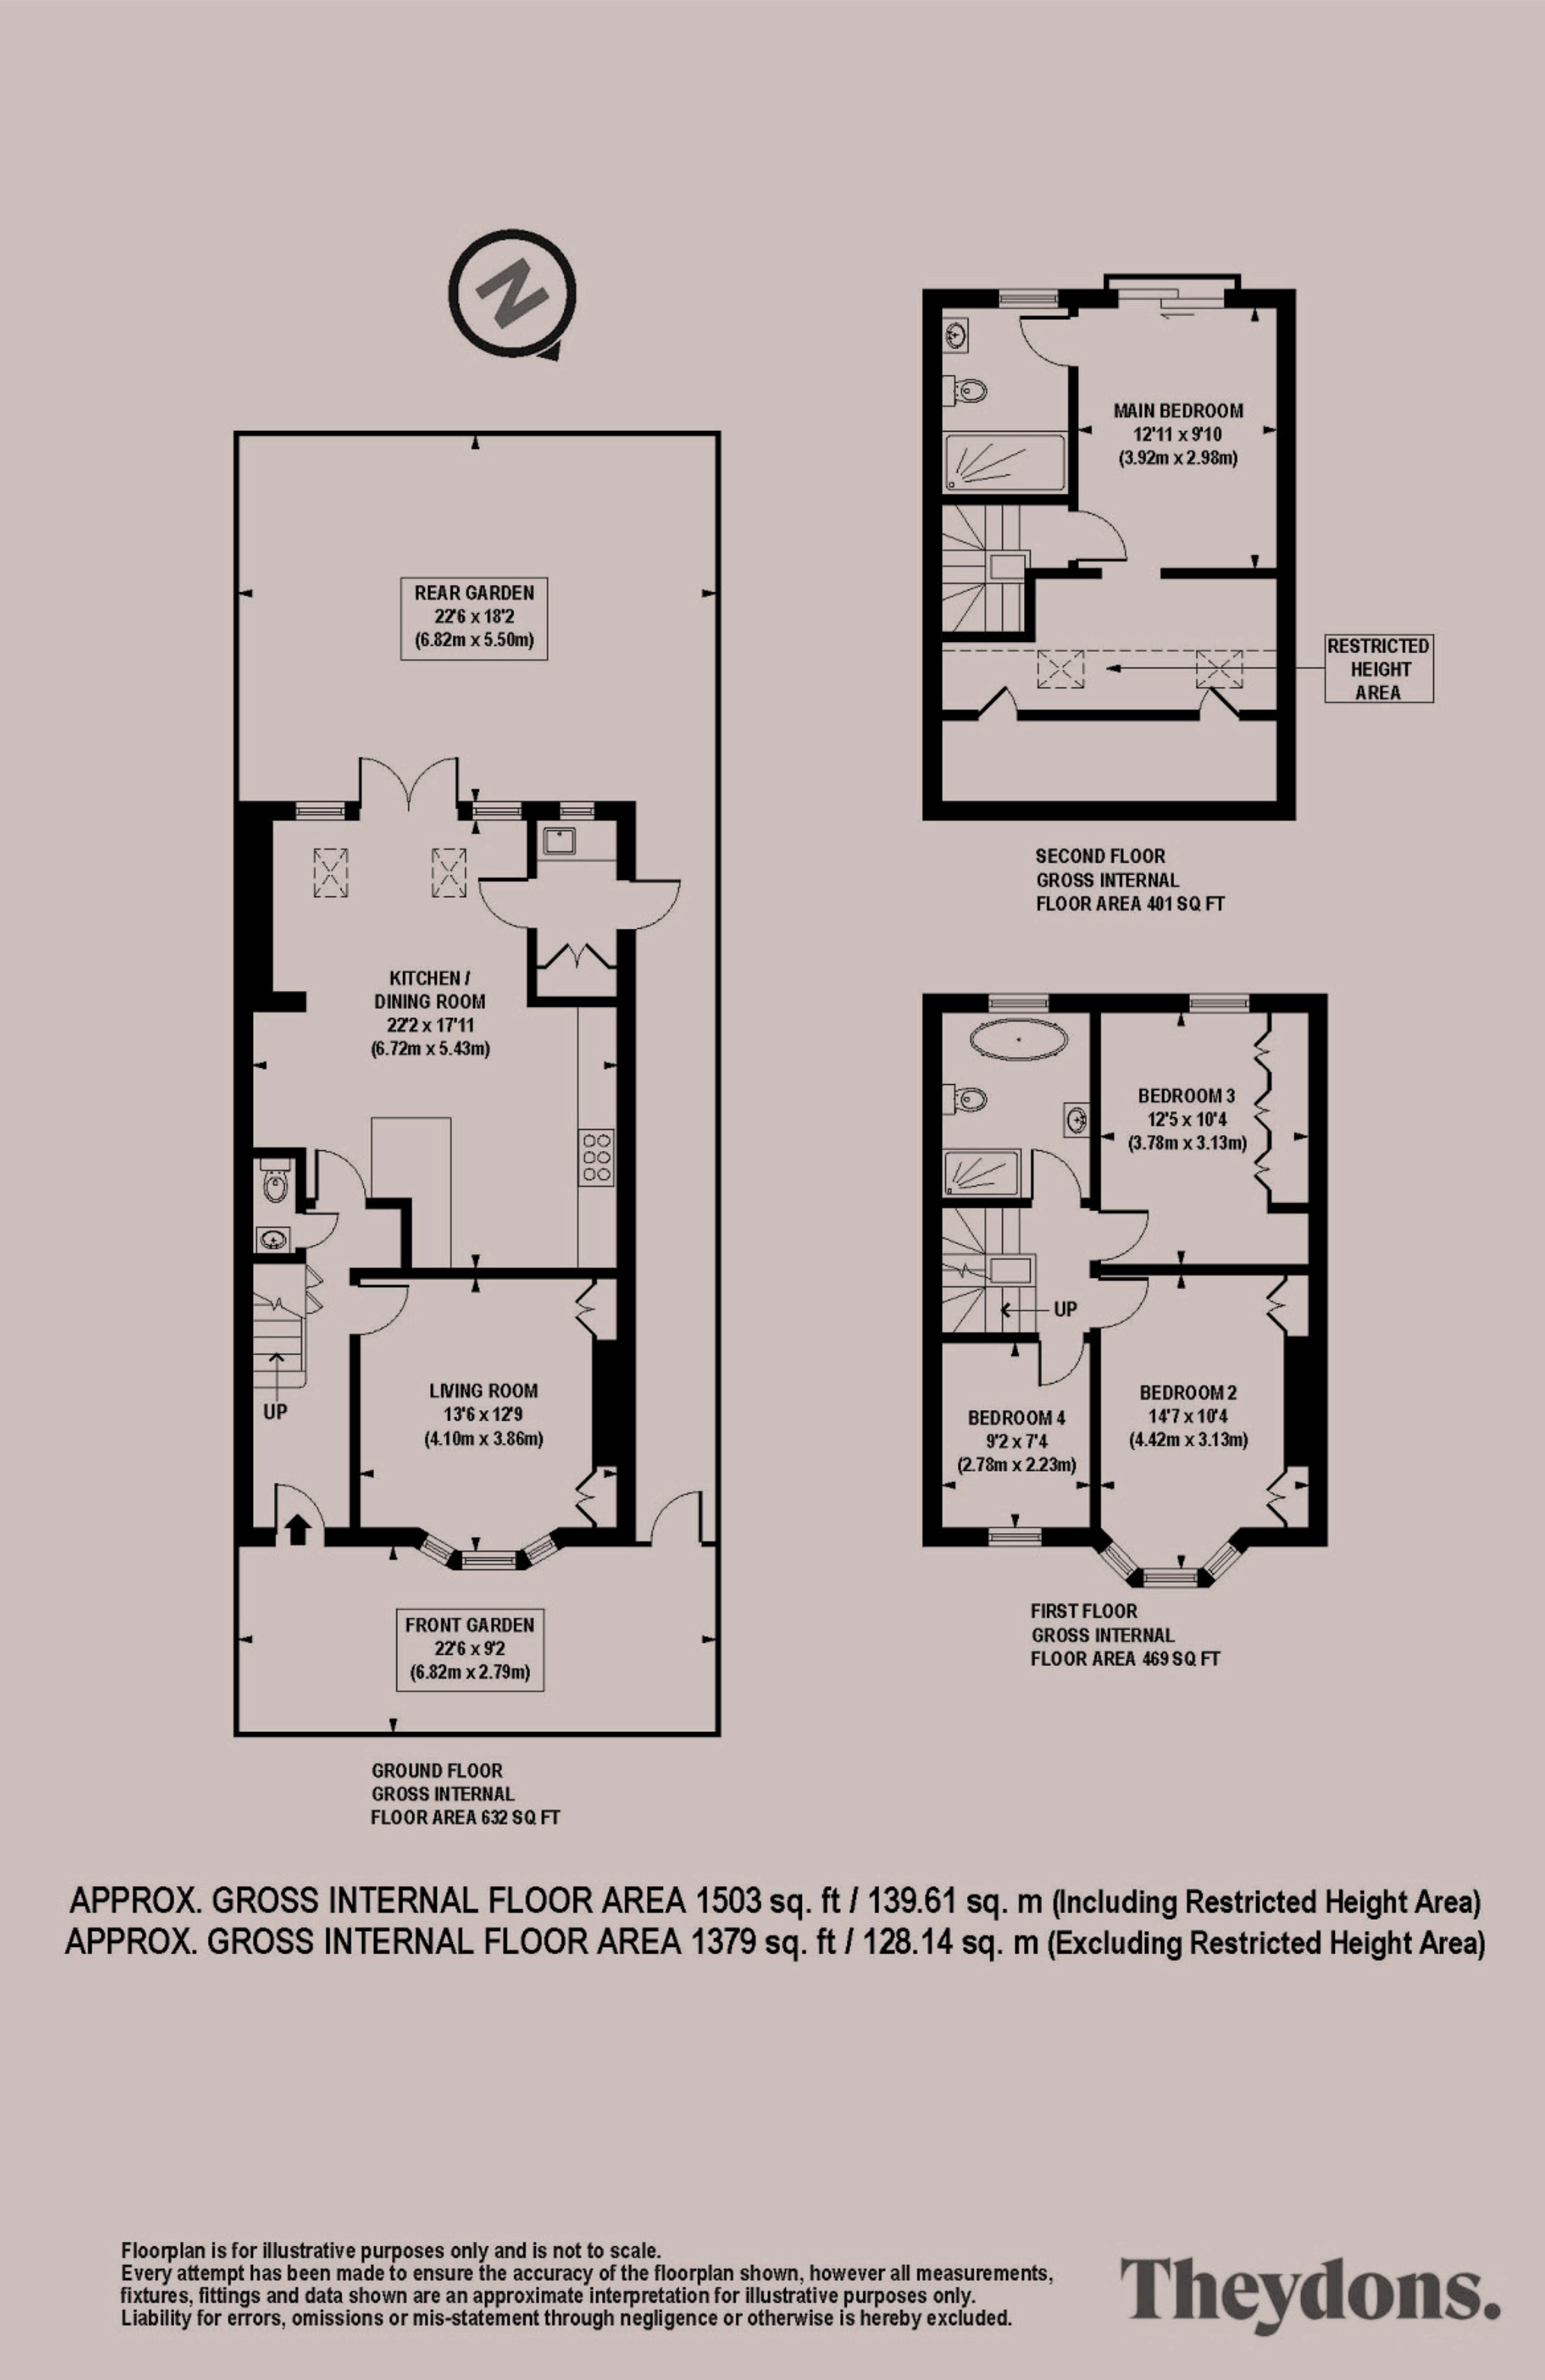 N
MAIN BEDROOM
12'11 x 9'10
(3.92m x 2.98m)
RESTRICTED
HEIGHT
AREA
SECOND FLOOR
GROSS INTERNAL
FLOOR AREA 401 SQ FT
REAR GARDEN
22'6 x 18'2
(6.82m x 5.50m)
KITCHEN /
DINING ROOM
22'2 x 17'11
(6.72m x 5.43m)
LIVING ROOM
13'6 x 12'9
(4.10m x 3.86m)
UP
FRONT GARDEN
22'6 x 9'2
(6.82m x 2.79m)
GROUND FLOOR
GROSS INTERNAL
FLOOR AREA 632 SQ FT
BEDROOM 3
12'5 x 10'4
(3.78m x 3.13m)
UP
BEDROOM 2
14'7 x 10'4
(4.42m x 3.13m)
BEDROOM 4
9'2 x 7'4
(2.78m x 2.23m)
FIRST FLOOR
GROSS INTERNAL
FLOOR AREA 469 SQ FT
APPROX. GROSS INTERNAL FLOOR AREA 1503 sq. ft / 139.61 sq. m (Including Restricted Height Area)
APPROX. GROSS INTERNAL FLOOR AREA 1379 sq. ft / 128.14 sq. m (Excluding Restricted Height Area)
Floorplan is for illustrative purposes only and is not to scale.
Every attempt has been made to ensure the accuracy of the floorplan shown, however all measurements,
fixtures, fittings and data shown are an approximate interpretation for illustrative purposes only.
Liability for errors, omissions or mis-statement through negligence or otherwise is hereby excluded.
Theydons.